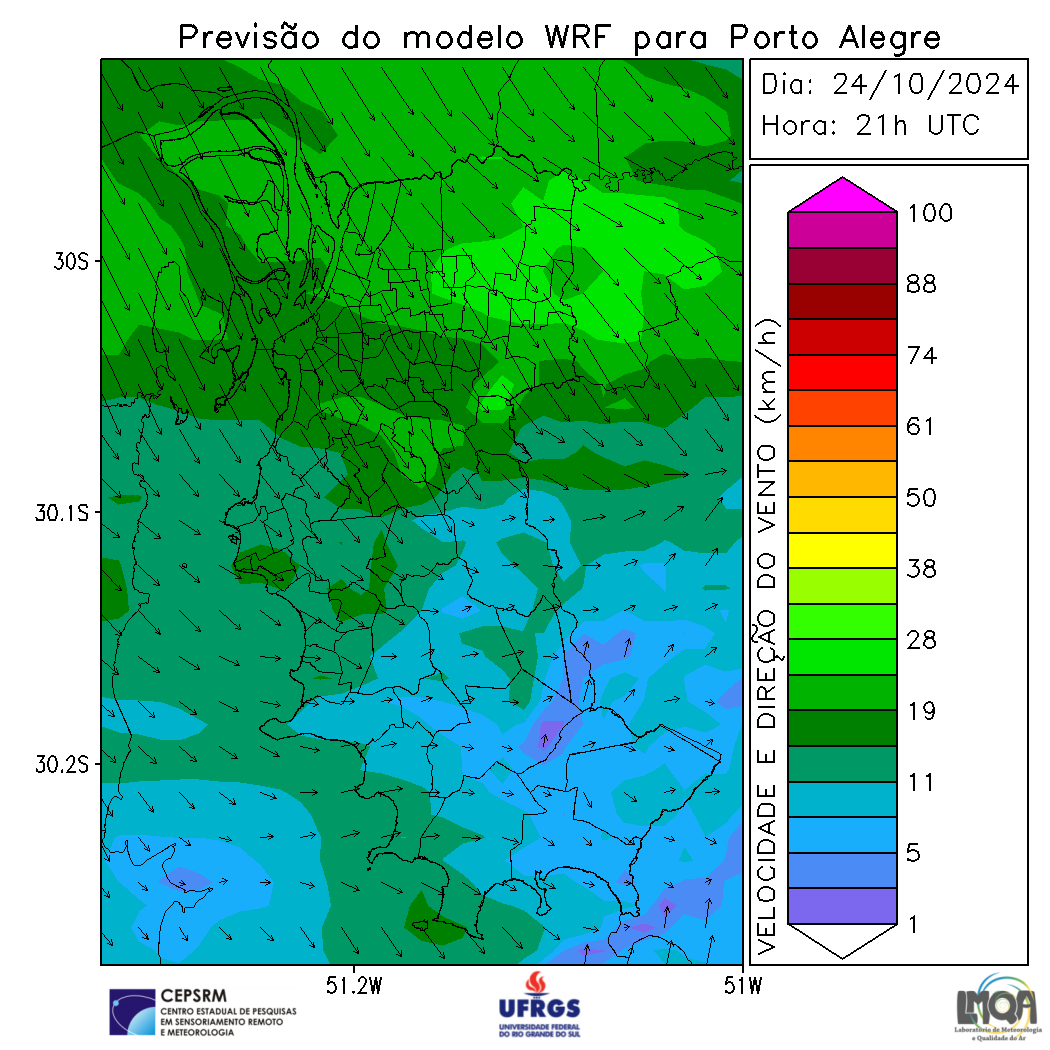 Previsão do modelo WRF para Porto Alegre
Dia: 24/10/2024
Hora: 21h UTC
30S
30.1S
30.2S
51.2W
51W
VELOCIDADE E DIREÇÃO DO VENTO (km/h)
100
88
74
61
50
38
28
19
11
5
1
CEPSRM
CENTRO ESTADUAL DE PESQUISAS
EM SENSORIAMENTO REMOTO
E METEOROLOGIA
UFRGS
UNIVERSIDADE FEDERAL
DO RIO GRANDE DO SUL
LMQA
Laboratório de Meteorologia
e Qualidade do Ar